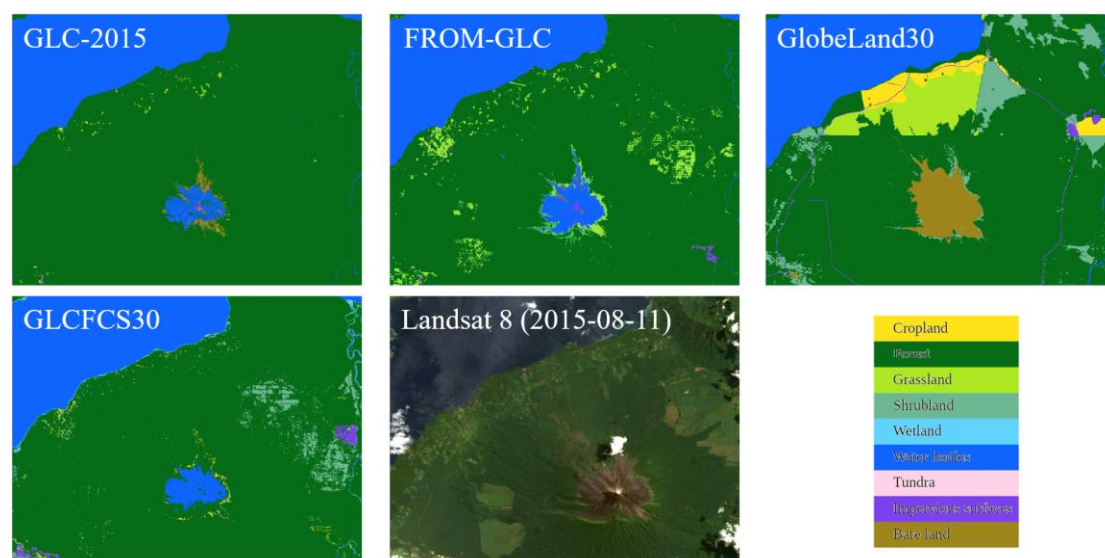 GLC-2015
FROM-GLC
GlobeLand30
GLCFCS30
Landsat 8 (2015-08-11)
Cropland
Forest
Grassland
Shrubland
Wetland
Water bodies
Tundra
Impervious surfaces
Bare land